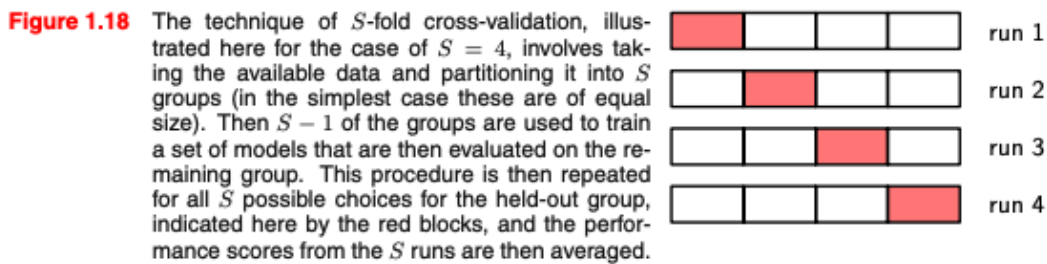 Figure 1.18 The technique of S-fold cross-validation, illus-
trated here for the case of S = 4, involves tak-
ing the available data and partitioning it into S
groups (in the simplest case these are of equal
size). Then S − 1 of the groups are used to train
a set of models that are then evaluated on the re-
maining group. This procedure is then repeated
for all S possible choices for the held-out group,
indicated here by the red blocks, and the perfor-
mance scores from the S runs are then averaged.
run 1
run 2
run 3
run 4